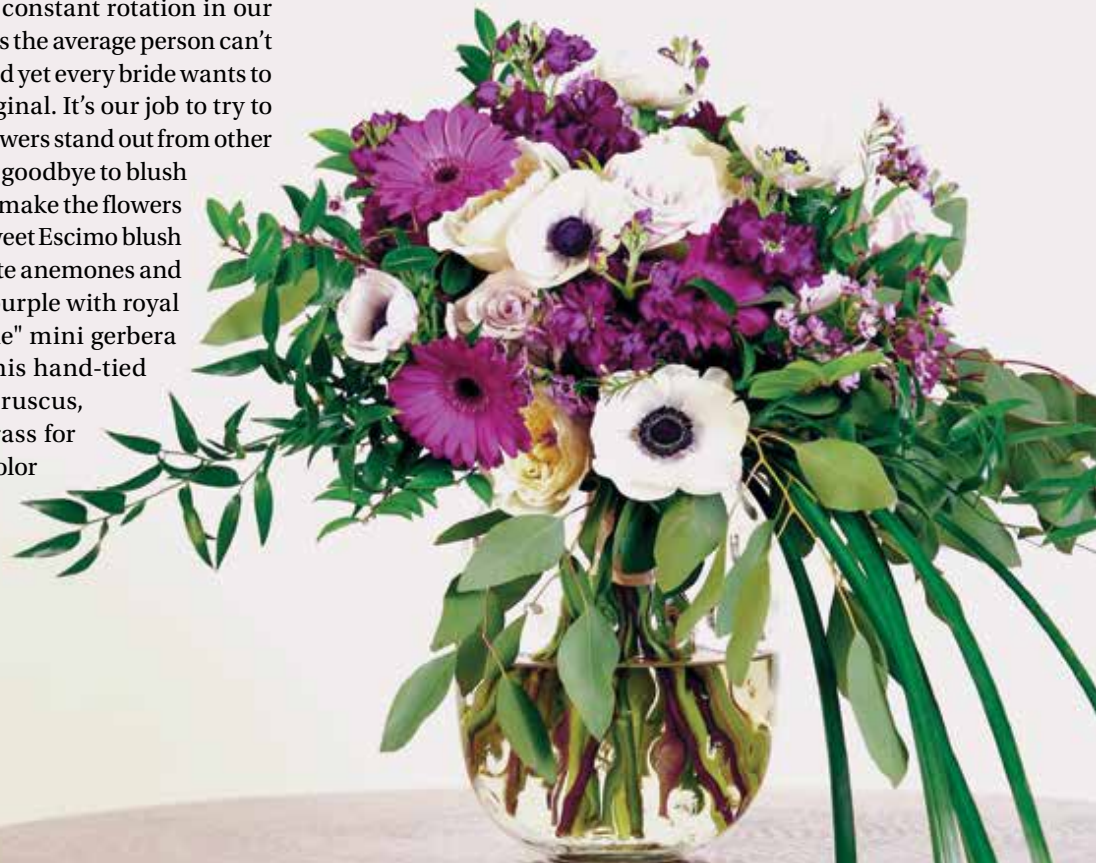 constant rotation in our
s the average person can't
d yet every bride wants to
ginal. It's our job to try to
wers stand out from other
goodbye to blush
make the flowers
weet Escimo blush
te anemones and
urple with royal
e" mini gerbera
his hand-tied
ruscus,
rass for
olor